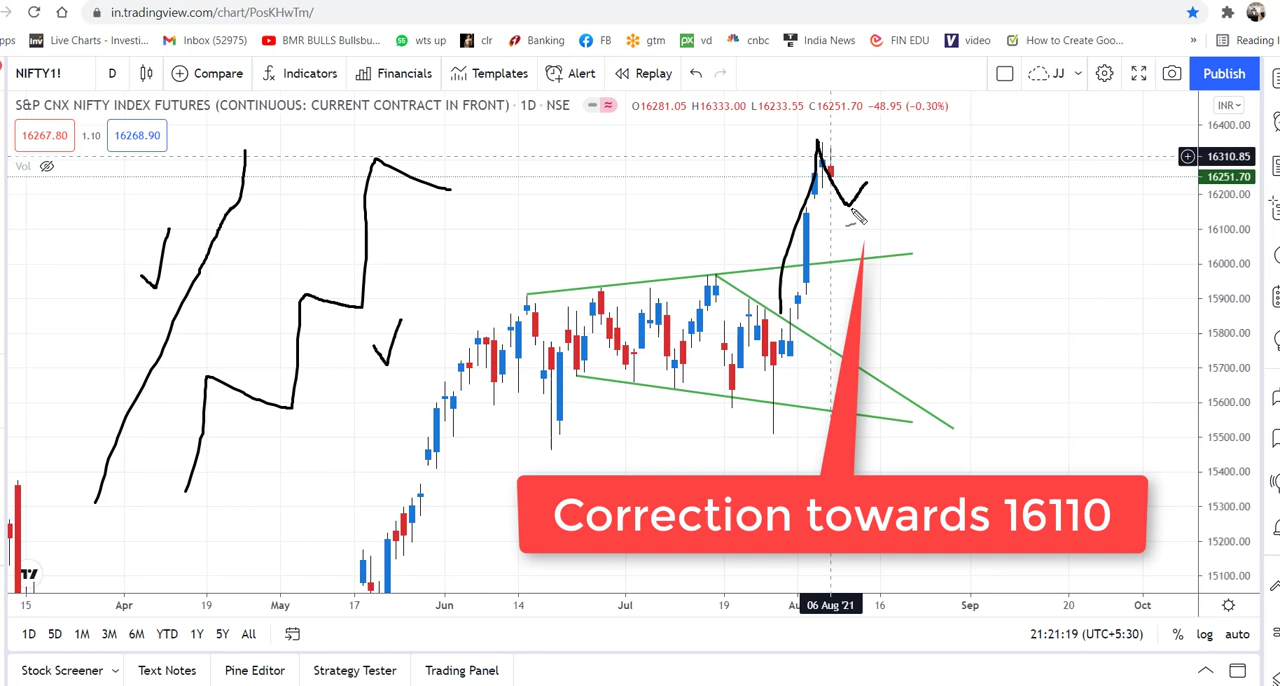 in.tradingview.com/chart/PosKHwTm/
pps Live Charts - Investi... Inbox (52975) BMR BULLS Bullsbu... wts up clr Banking FB gtm vd cnbc India News FIN EDU video How to Create Goo... » Reading l
NIFTY1! D Compare Indicators Financials Templates Alert Replay JJ Publish
S&P CNX NIFTY INDEX FUTURES (CONTINUOUS: CURRENT CONTRACT IN FRONT) · 1D · NSE O16281.05 H16333.00 L16233.55 C16251.70 -48.95 (-0.30%) INR
16267.80 1.10 16268.90
Vol
16400.00
16310.85
16251.70
16200.00
16100.00
16000.00
15900.00
15800.00
15700.00
15600.00
15500.00
15400.00
15300.00
15200.00
15100.00
Correction towards 16110
15 Apr 19 May 17 Jun 14 Jul 19 Au 06 Aug '21 16 Sep 20 Oct
1D 5D 1M 3M 6M YTD 1Y 5Y All 21:21:19 (UTC+5:30) % log auto
Stock Screener Text Notes Pine Editor Strategy Tester Trading Panel